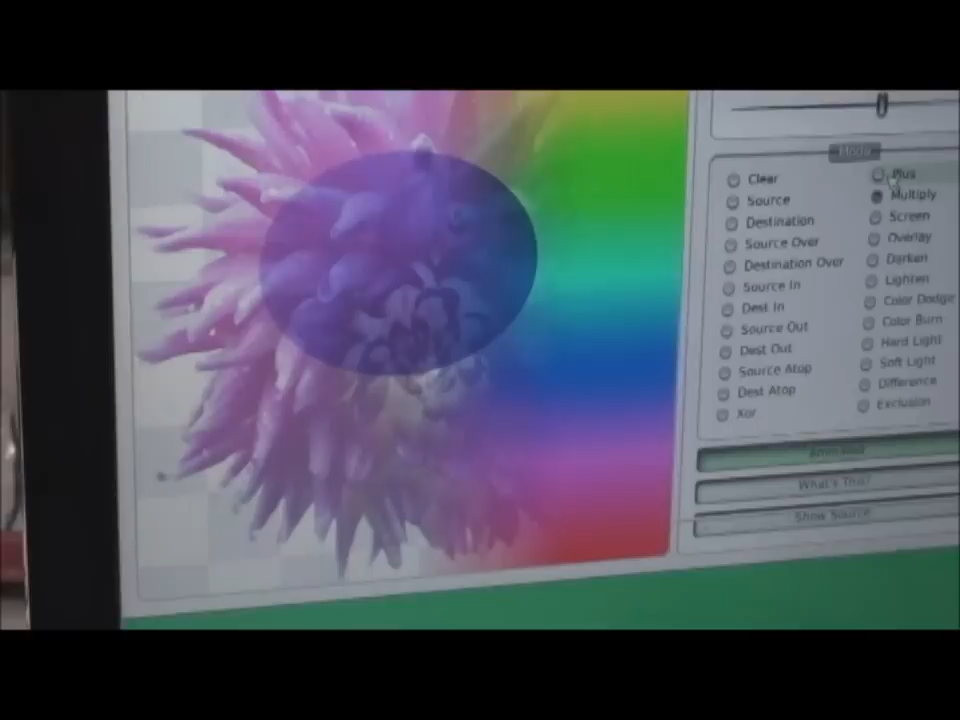 Mode
Clear
Source
Destination
Source Over
Destination Over
Source In
Dest In
Source Out
Dest Out
Source Atop
Dest Atop
Xor
Plus
Multiply
Screen
Overlay
Darken
Lighten
Color Dodge
Color Burn
Hard Light
Soft Light
Difference
Exclusion
Animated
What's This?
Show Source